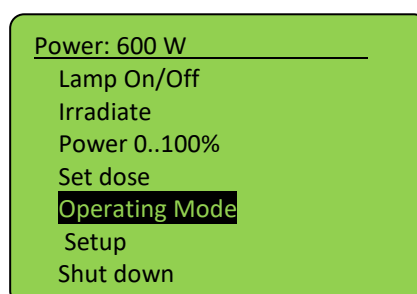 Power: 600 W
Lamp On/Off
Irradiate
Power 0..100%
Set dose
Operating Mode
Setup
Shut down